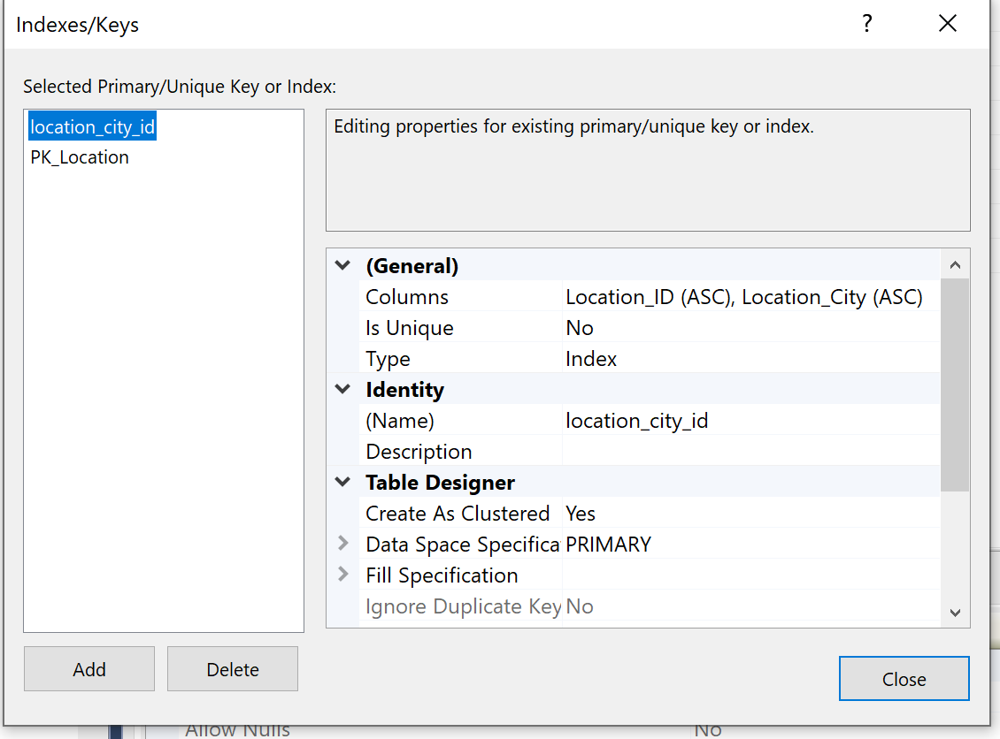 Indexes/Keys
?
Selected Primary/Unique Key or Index:
location_city_id
PK_Location
Editing properties for existing primary/unique key or index.
(General)
Columns Location_ID (ASC), Location_City (ASC)
Is Unique No
Type Index
Identity
(Name) location_city_id
Description
Table Designer
Create As Clustered Yes
Data Space Specifica PRIMARY
Fill Specification
Ignore Duplicate Key No
Add Delete
Close
Allow Nulls No